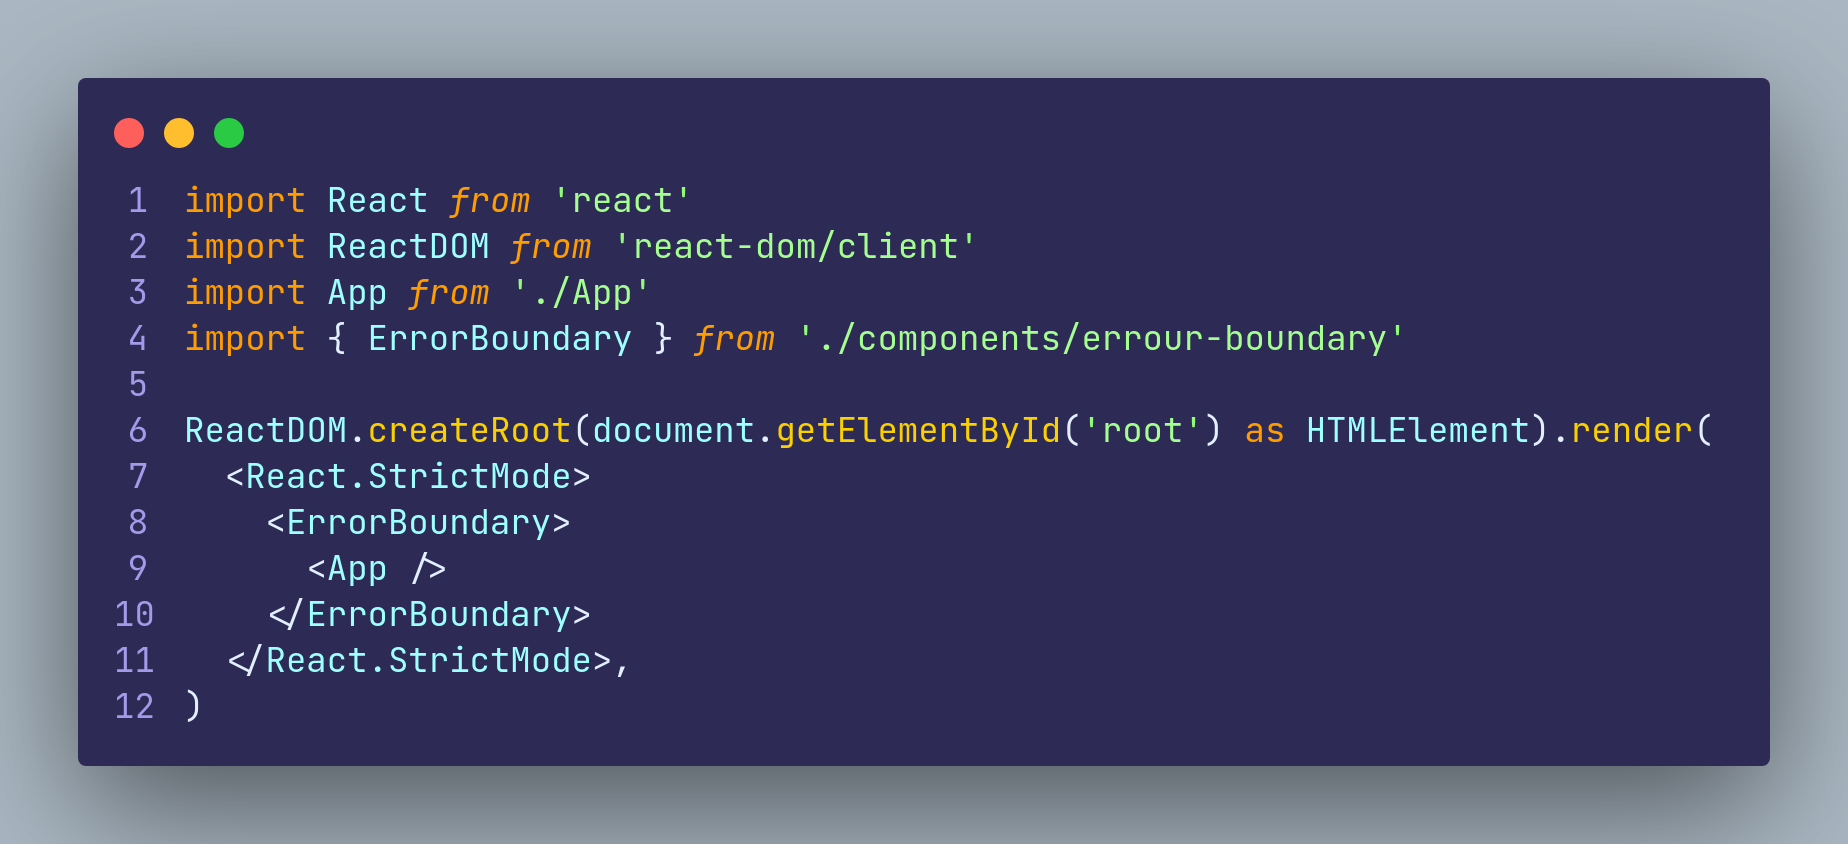 1 import React from 'react'
2 import ReactDOM from 'react-dom/client'
3 import App from './App'
4 import { ErrorBoundary } from './components/errour-boundary'
5
6 ReactDOM.createRoot(document.getElementById('root') as HTMLElement).render(
7   <React.StrictMode>
8     <ErrorBoundary>
9       <App />
10     </ErrorBoundary>
11   </React.StrictMode>,
12 )